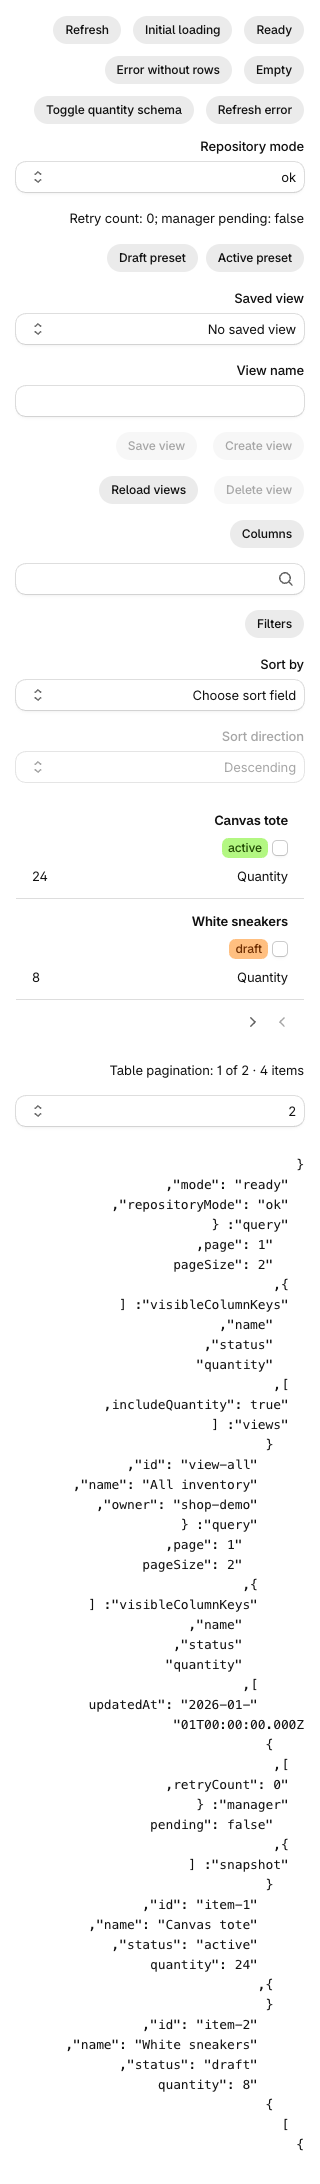 Refresh Initial loading Ready
Error without rows Empty
Toggle quantity schema Refresh error
Repository mode
ok
Retry count: 0; manager pending: false
Draft preset Active preset
Saved view
No saved view
View name
Save view Create view
Reload views Delete view
Columns
Filters
Sort by
Choose sort field
Sort direction
Descending
Canvas tote
active
24 Quantity
White sneakers
draft
8 Quantity
Table pagination: 1 of 2 · 4 items
2
}
,"mode": "ready"
,"repositoryMode": "ok"
} :"query"
,page": 1"
pageSize": 2"
,{
] :"visibleColumnKeys"
,"name"
,"status"
"quantity"
,[
,includeQuantity": true"
] :"views"
}
,"id": "view-all"
,"name": "All inventory"
,"owner": "shop-demo"
} :"query"
,page": 1"
pageSize": 2"
,{
] :"visibleColumnKeys"
,"name"
,"status"
"quantity"
,[
updatedAt": "2026-01-"
"01T00:00:00.000Z
{
,[
,retryCount": 0"
} :"manager"
pending": false"
,{
] :"snapshot"
}
,"id": "item-1"
,"name": "Canvas tote"
,"status": "active"
quantity": 24"
,{
}
,"id": "item-2"
,"name": "White sneakers"
,"status": "draft"
quantity": 8"
{
[
{